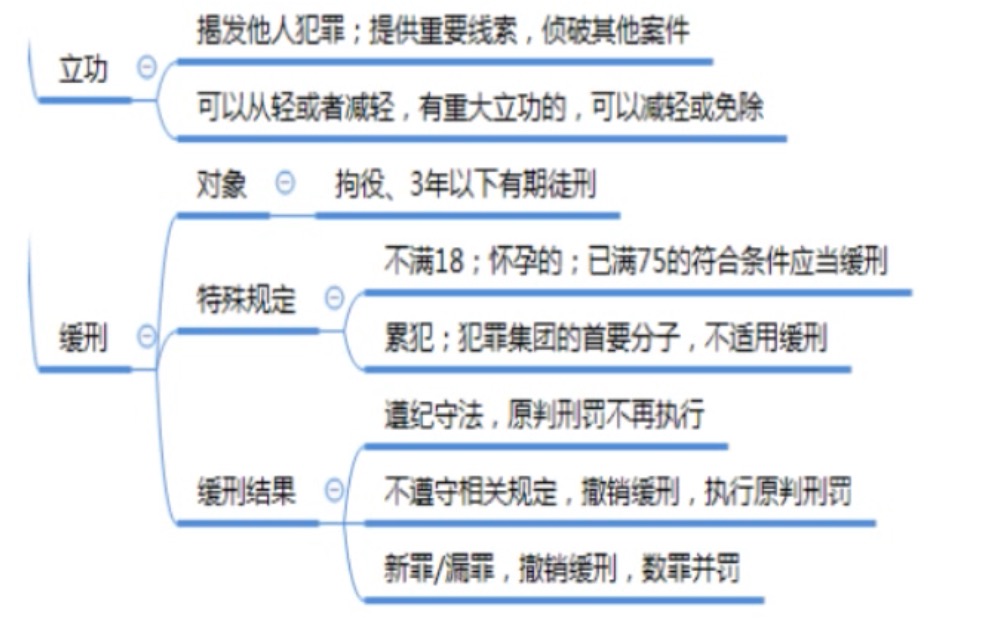 揭发他人犯罪；提供重要线索，侦破其他案件
立功
可以从轻或者减轻，有重大立功的，可以减轻或免除
对象
拘役、3年以下有期徒刑
不满18；怀孕的；已满75的符合条件应当缓刑
特殊规定
缓刑
累犯；犯罪集团的首要分子，不适用缓刑
遵纪守法，原判刑罚不再执行
缓刑结果
不遵守相关规定，撤销缓刑，执行原判刑罚
新罪/漏罪，撤销缓刑，数罪并罚